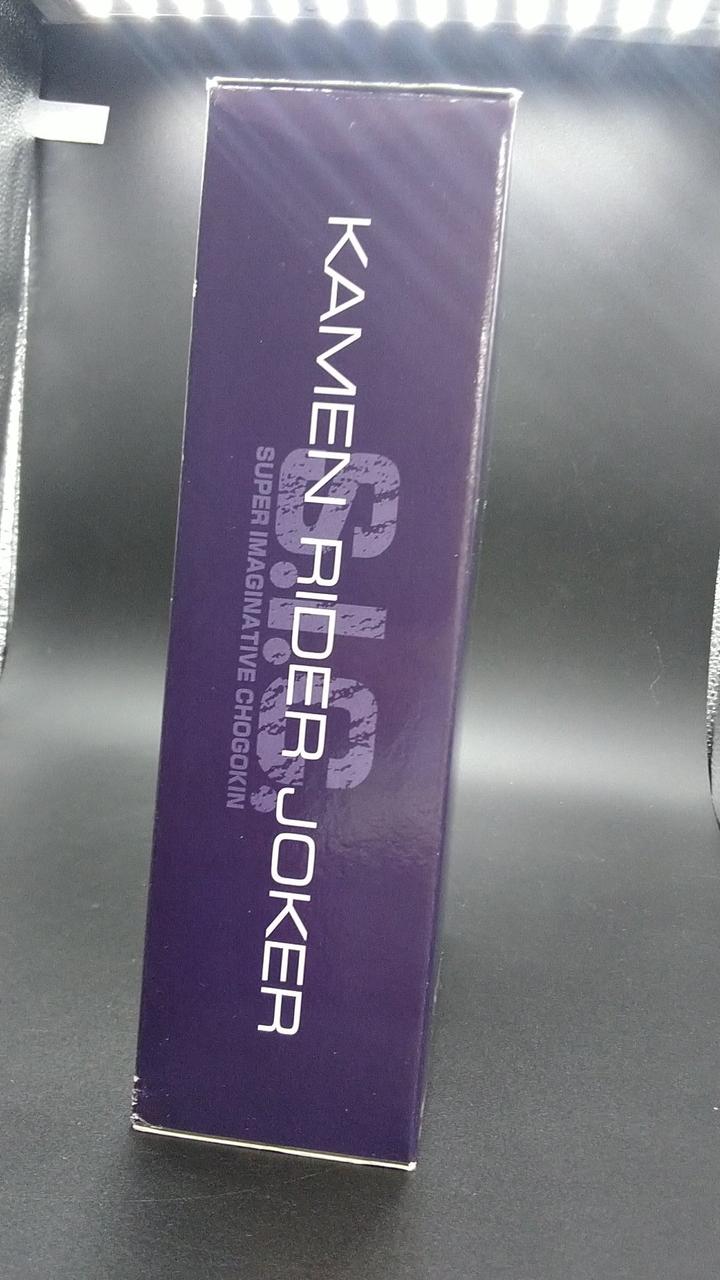 KAMEN RIDER JOKER
S.I.C.
SUPER IMAGINATIVE CHOGOKIN